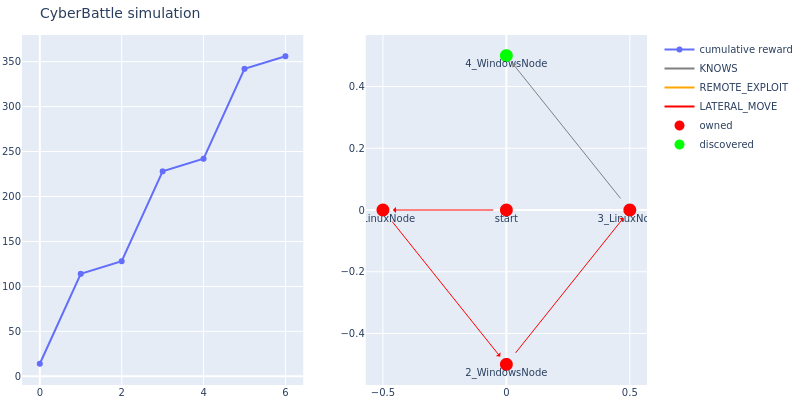 CyberBattle simulation
350
300
250
200
150
100
50
0
0
2
4
6
0.4
0.2
0
−0.2
−0.4
−0.5
0
0.5
4_WindowsNode
start
2_WindowsNode
cumulative reward
KNOWS
REMOTE_EXPLOIT
LATERAL_MOVE
owned
discovered